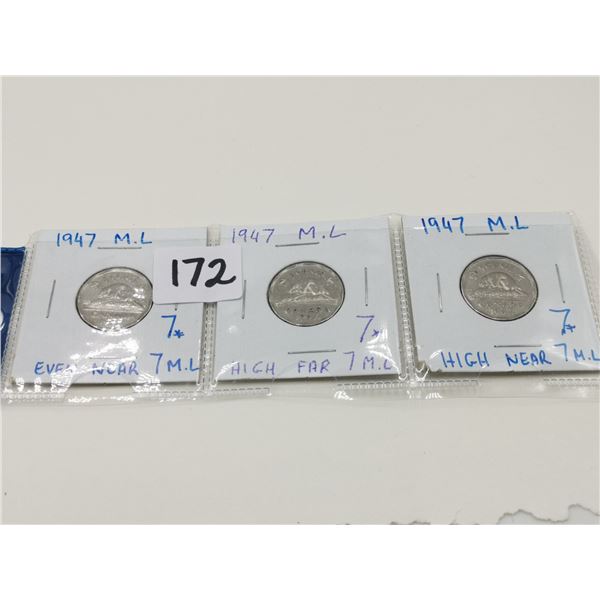 1947 M.L
172
7*
EVEN NEAR 7 M.L
1947 M.L
7*
HIGH FAR 7 M.L
1947 M.L
7*
HIGH NEAR 7 M.L